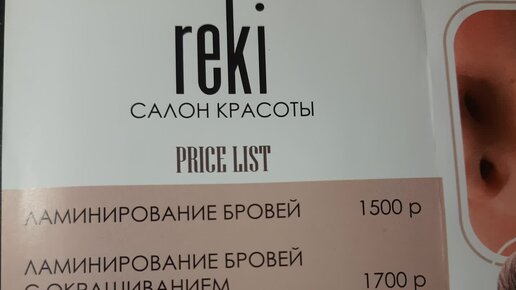 reki
САЛОН КРАСОТЫ
PRICE LIST
ЛАМИНИРОВАНИЕ БРОВЕЙ 1500 р
ЛАМИНИРОВАНИЕ БРОВЕЙ
С ОКРАШИВАНИЕМ 1700 р